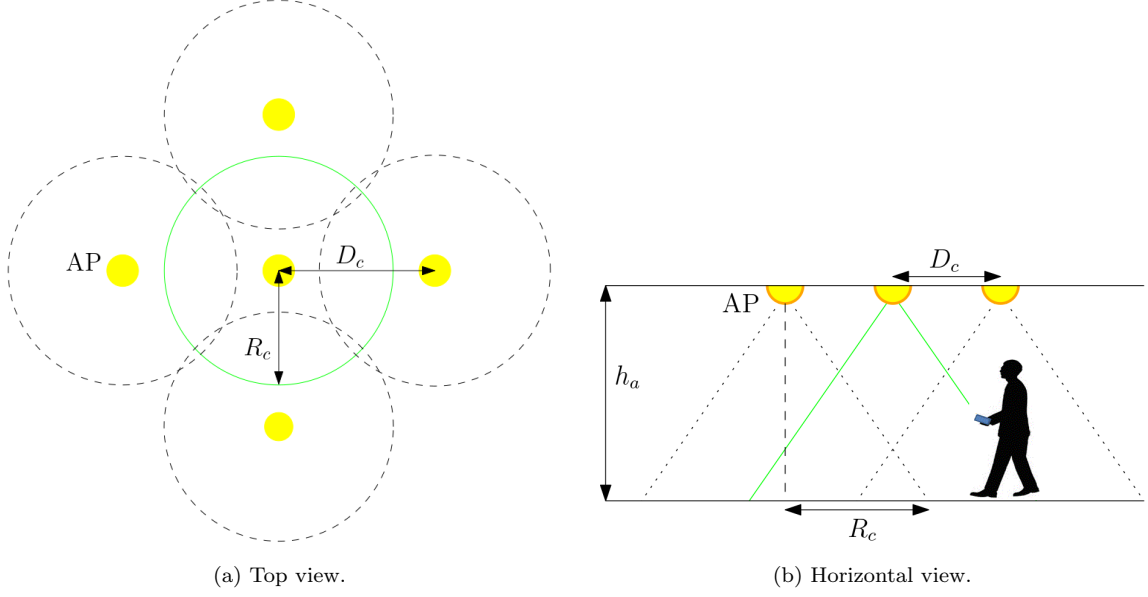 AP
D_c
R_c
(a) Top view.
D_c
AP
h_a
R_c
(b) Horizontal view.